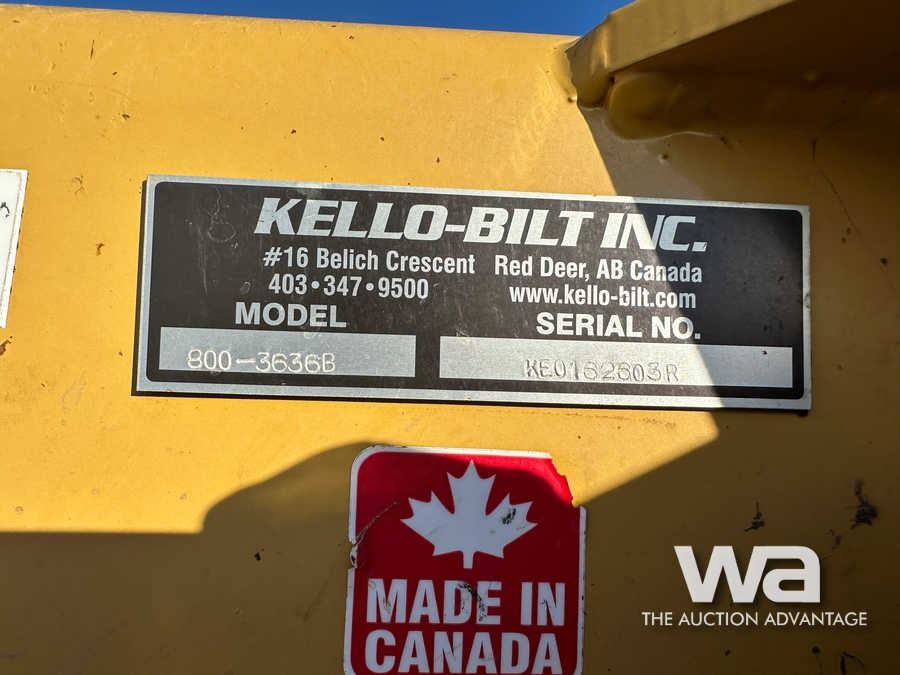 KELLO-BILT INC.
#16 Belich Crescent Red Deer, AB Canada
403•347•9500 www.kello-bilt.com
MODEL SERIAL NO.
800-3636B KE0162603R
MADE IN
CANADA
wa
THE AUCTION ADVANTAGE